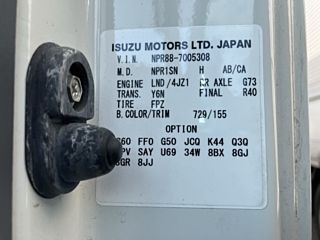 ISUZU MOTORS LTD. JAPAN
V.I.N. NPR88-7005308
M.D. NPR1SN H AB/CA
ENGINE LND/4JZ1 RR AXLE G73
TRANS. Y6N FINAL R40
TIRE FPZ
B.COLOR/TRIM 729/155
OPTION
FF0 G50 JCQ K44 Q3Q
SAY U69 34W 8BX 8GJ
8GR 8JJ